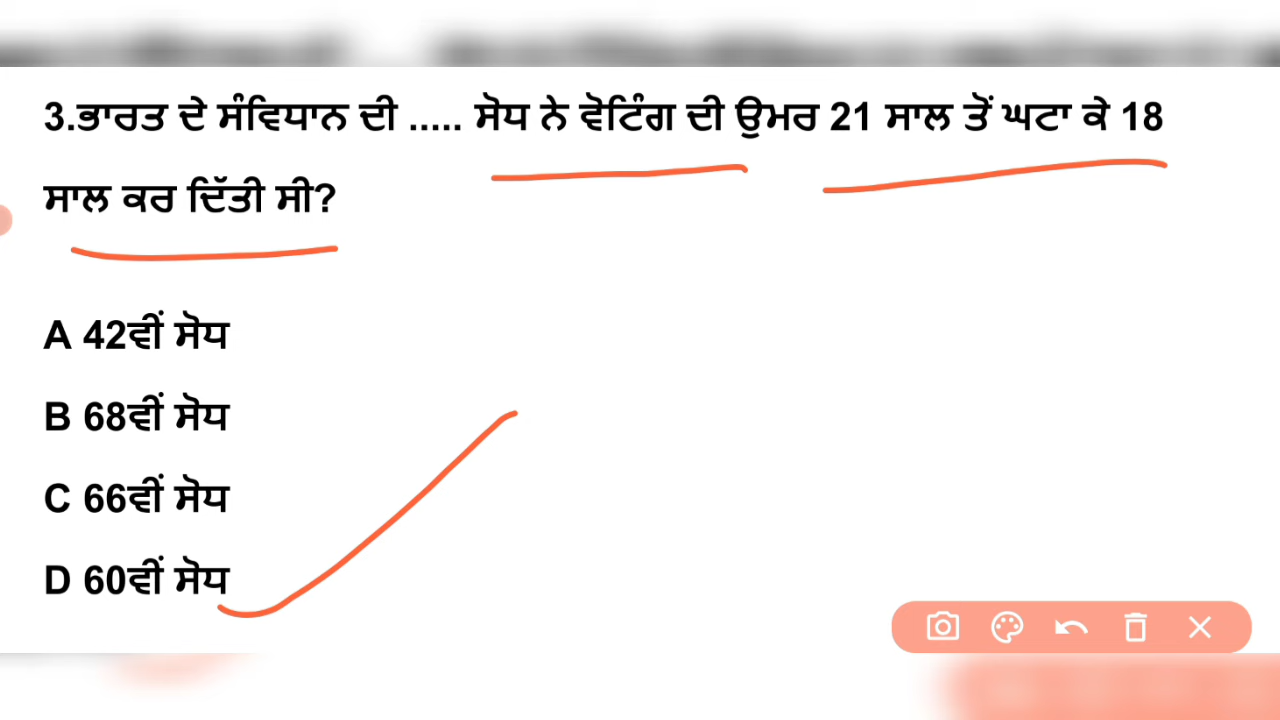 3.ਭਾਰਤ ਦੇ ਸੰਵਿਧਾਨ ਦੀ ..... ਸੋਧ ਨੇ ਵੋਟਿੰਗ ਦੀ ਉਮਰ 21 ਸਾਲ ਤੋਂ ਘਟਾ ਕੇ 18
ਸਾਲ ਕਰ ਦਿੱਤੀ ਸੀ?
A 42ਵੀਂ ਸੋਧ
B 68ਵੀਂ ਸੋਧ
C 66ਵੀਂ ਸੋਧ
D 60ਵੀਂ ਸੋਧ